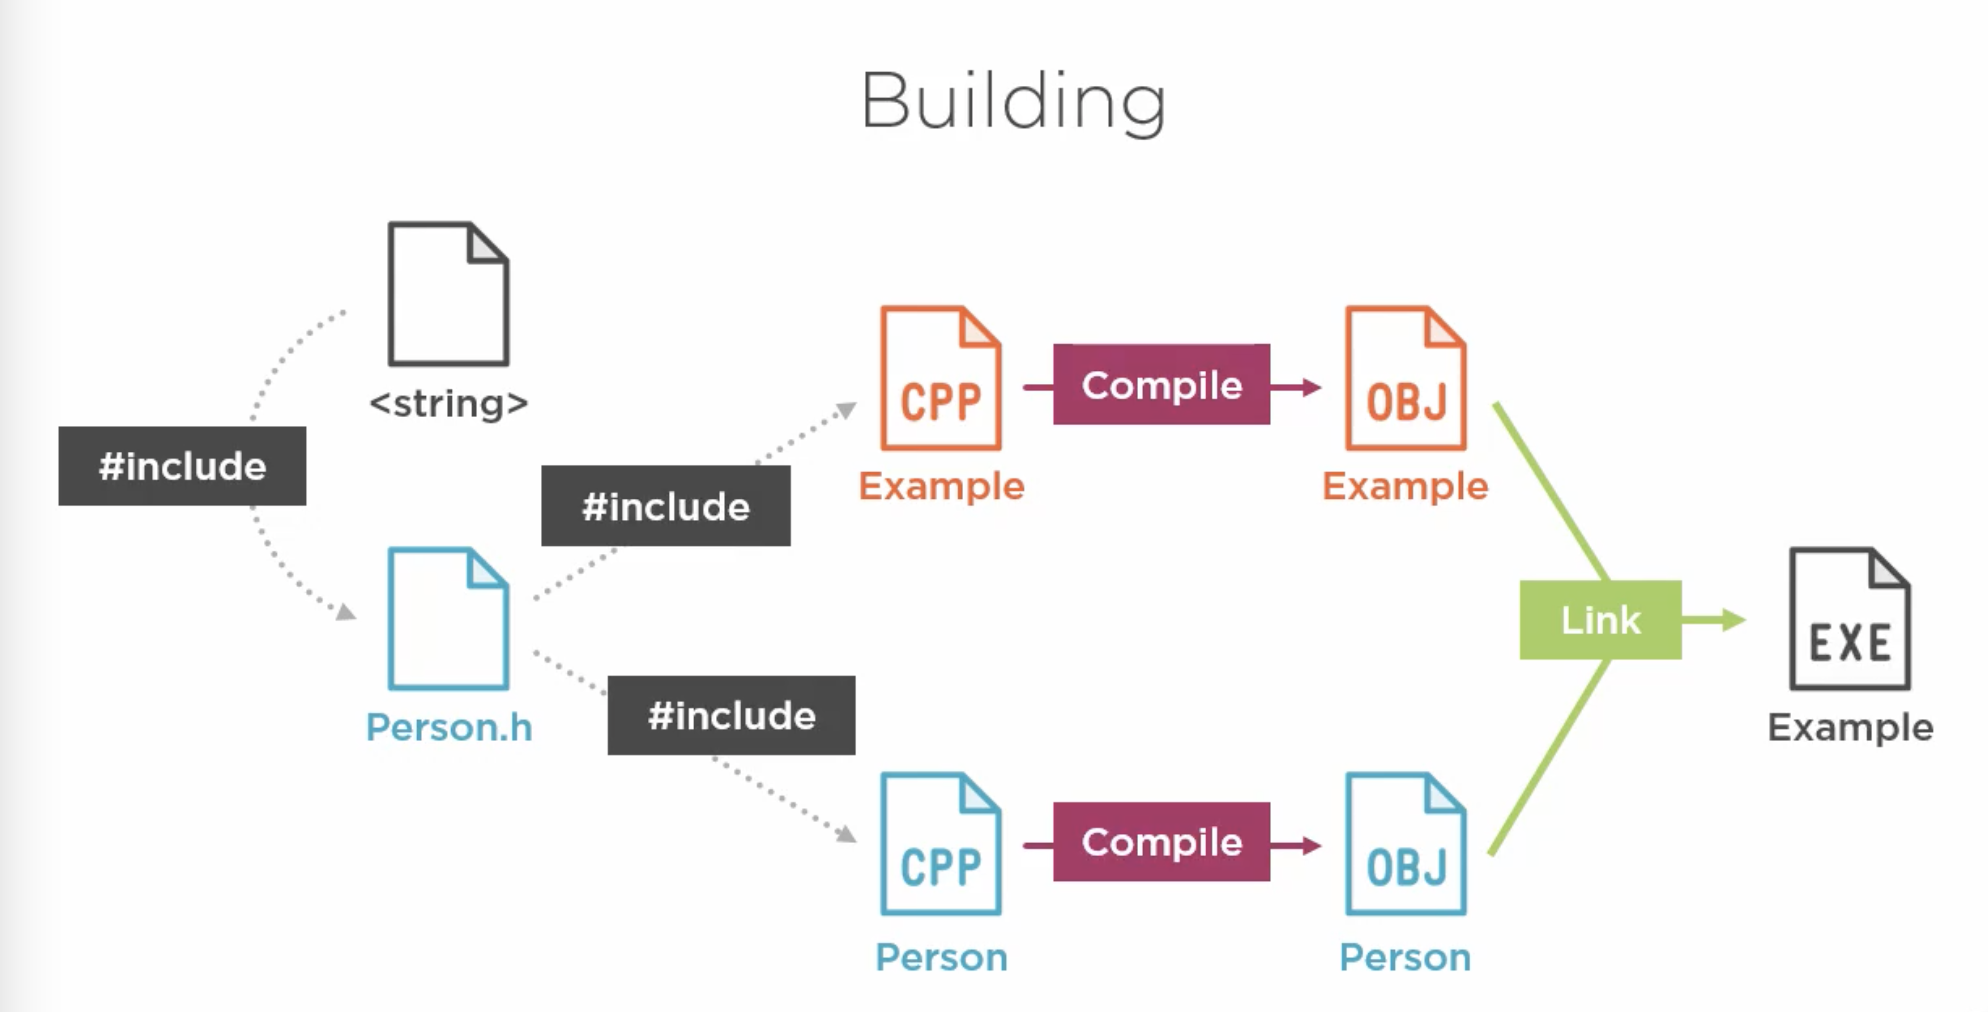 Building
<string>
#include
#include
Person.h
#include
CPP
Example
Compile
OBJ
Example
CPP
Person
Compile
OBJ
Person
Link
EXE
Example